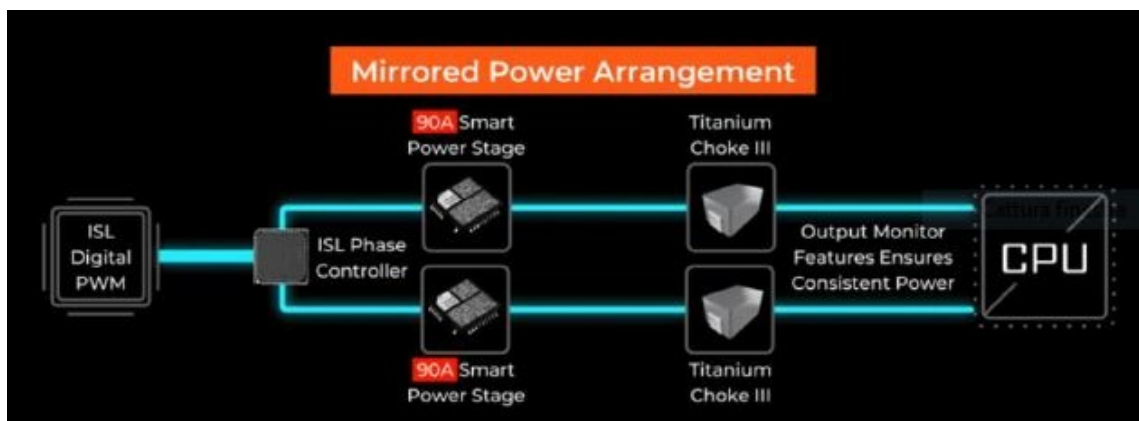 Mirrored Power Arrangement
90A Smart
Power Stage
Titanium
Choke III
ISL
Digital
PWM
ISL Phase
Controller
Output Monitor
Features Ensures
Consistent Power
CPU
90A Smart
Power Stage
Titanium
Choke III
Cattura